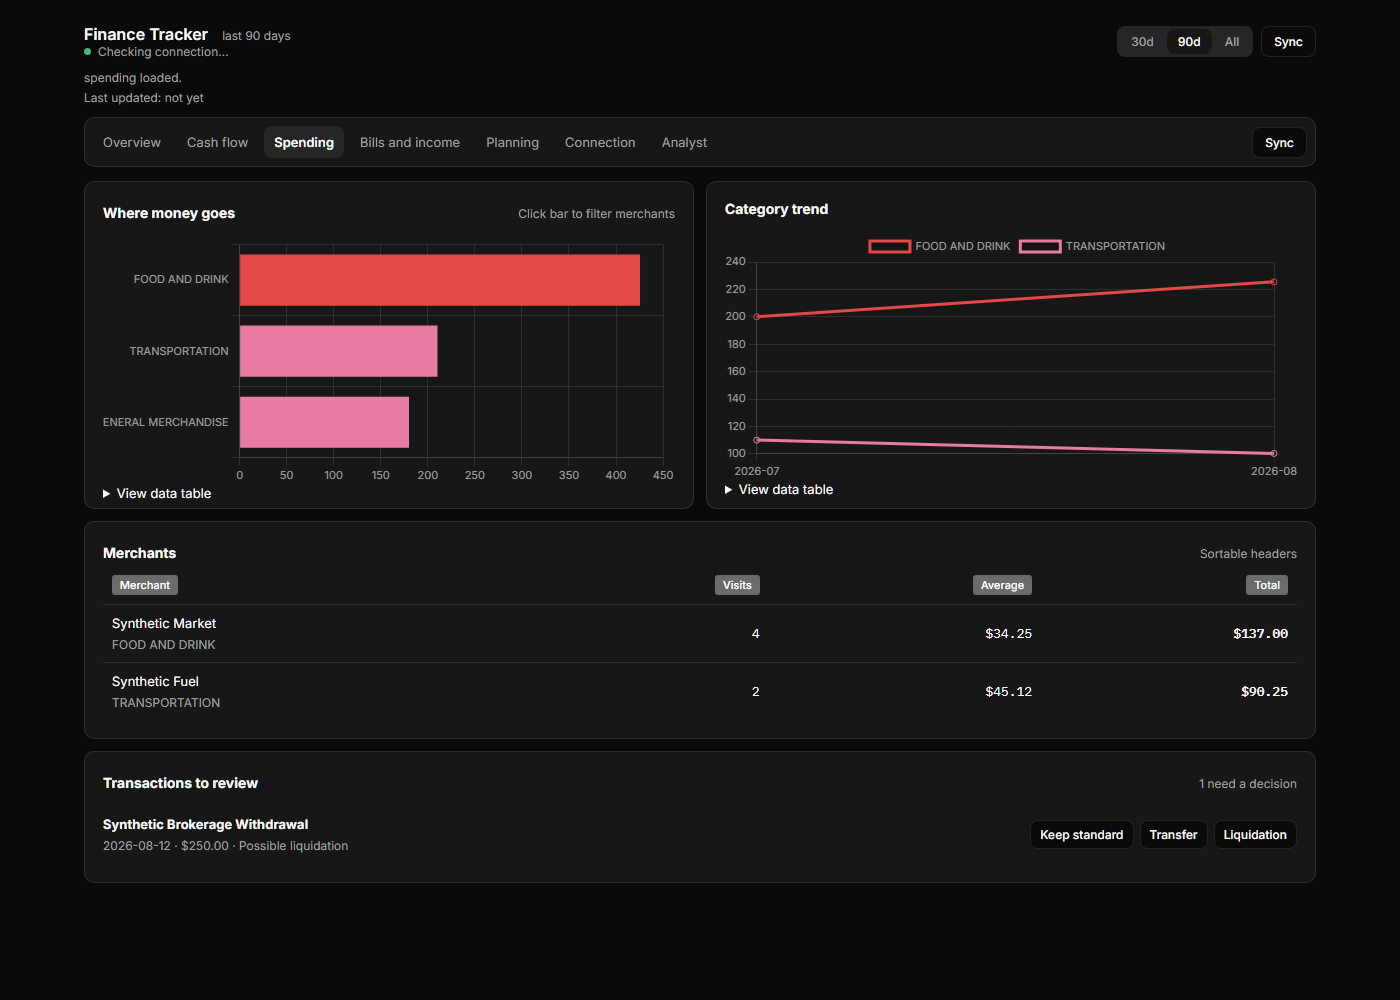 Finance Tracker last 90 days
Checking connection...
spending loaded.
Last updated: not yet
30d 90d All Sync
Overview Cash flow Spending Bills and income Planning Connection Analyst Sync
Where money goes Click bar to filter merchants
FOOD AND DRINK
TRANSPORTATION
ENERAL MERCHANDISE
0 50 100 150 200 250 300 350 400 450
View data table
Category trend
FOOD AND DRINK TRANSPORTATION
240
220
200
180
160
140
120
100
2026-07 2026-08
View data table
Merchants Sortable headers
Merchant Visits Average Total
Synthetic Market
FOOD AND DRINK
4 $34.25 $137.00
Synthetic Fuel
TRANSPORTATION
2 $45.12 $90.25
Transactions to review 1 need a decision
Synthetic Brokerage Withdrawal
2026-08-12 · $250.00 · Possible liquidation
Keep standard Transfer Liquidation